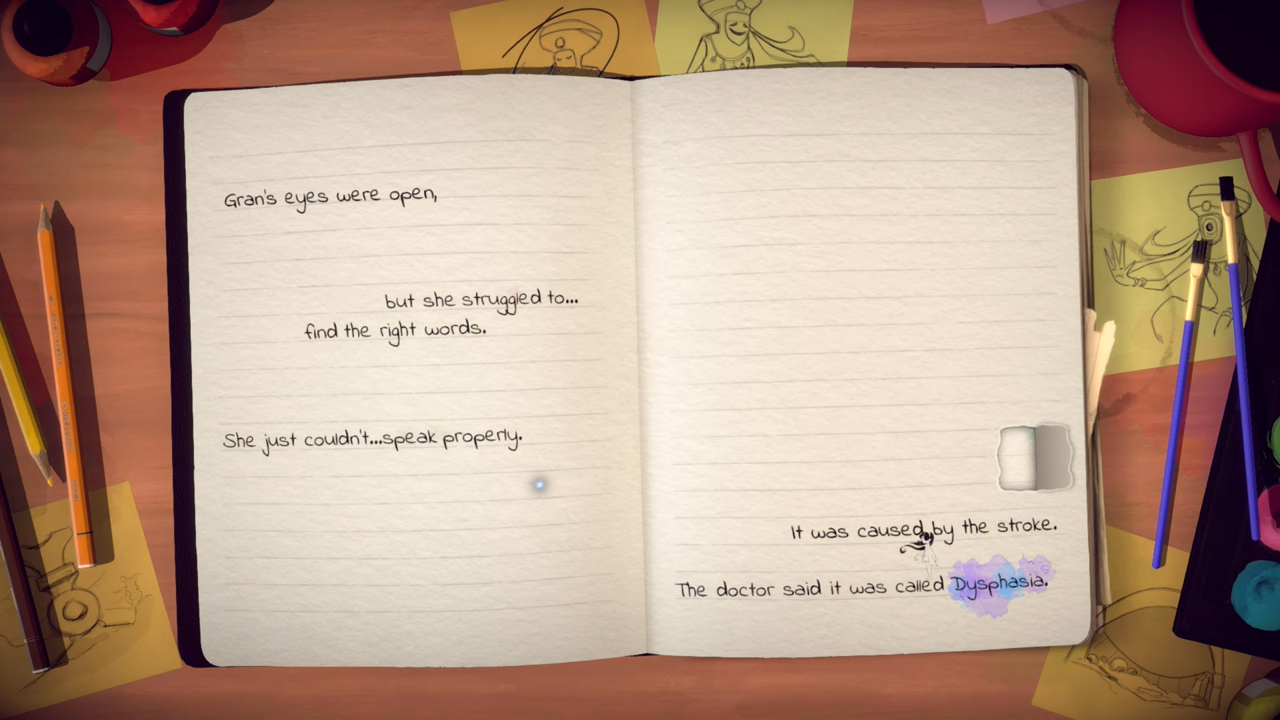 Gran's eyes were open,
but she struggled to...
find the right words.
She just couldn't...speak properly.
It was caused by the stroke.
The doctor said it was called Dysphasia.